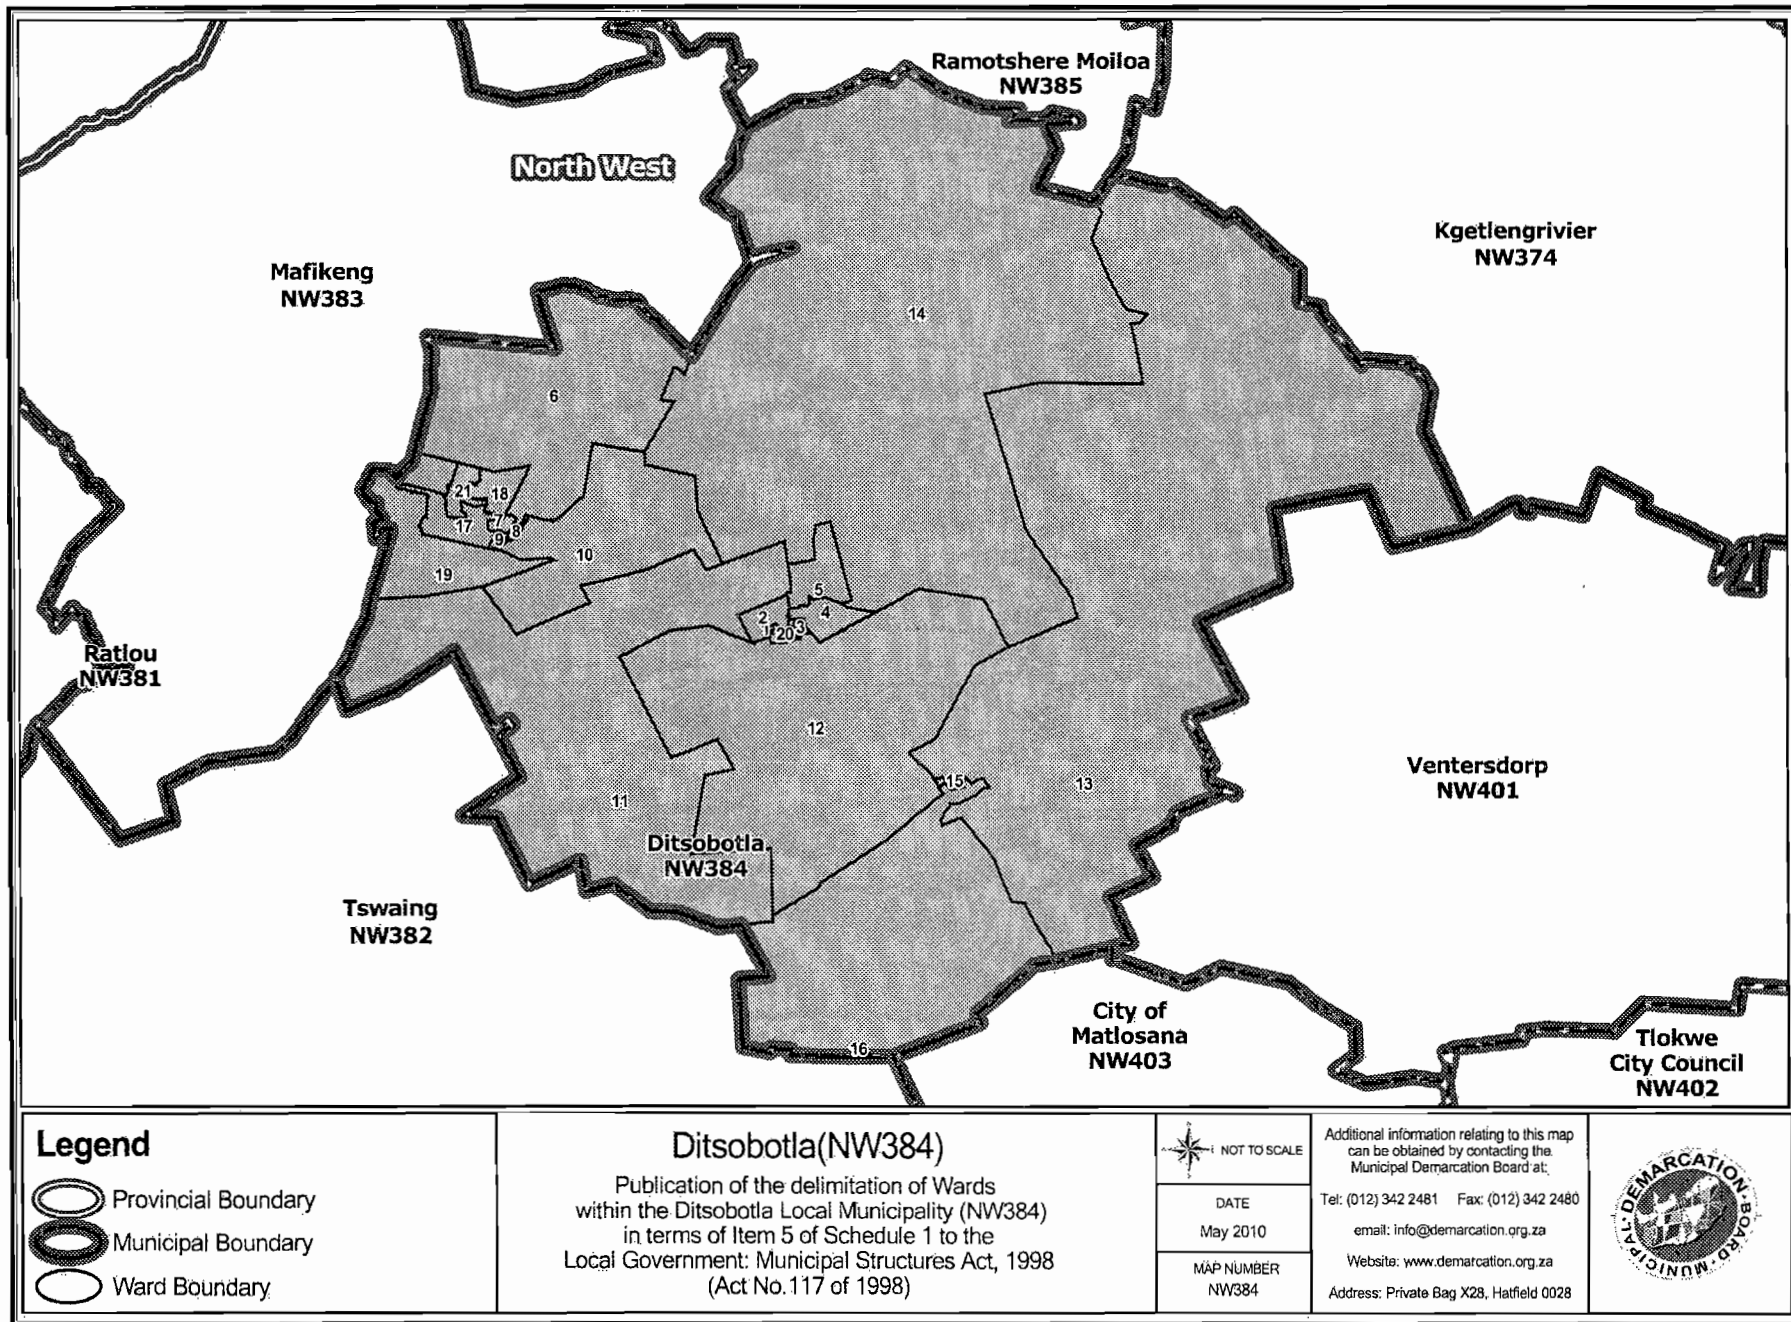 Ramotshere Moiloa
NW385
North West
Kgetlengrivier
NW374
Mafikeng
NW383
14
6
21
18
7
17
8
9
10
19
5
2
4
1
20
3
Ratlou
NW381
12
15
13
11
Ventersdorp
NW401
Ditsobotla
NW384
Tswaing
NW382
16
City of
Matlosana
NW403
Tlokwe
City Council
NW402
Legend
Provincial Boundary
Municipal Boundary
Ward Boundary
Ditsobotla(NW384)
Publication of the delimitation of Wards
within the Ditsobotla Local Municipality (NW384)
in terms of Item 5 of Schedule 1 to the
Local Government: Municipal Structures Act, 1998
(Act No.117 of 1998)
NOT TO SCALE
DATE
May 2010
MAP NUMBER
NW384
Additional information relating to this map
can be obtained by contacting the
Municipal Demarcation Board at:
Tel: (012) 342 2481 Fax: (012) 342 2480
email: info@demarcation.org.za
Website: www.demarcation.org.za
Address: Private Bag X28, Hatfield 0028
MUNICIPAL DEMARCATION BOARD